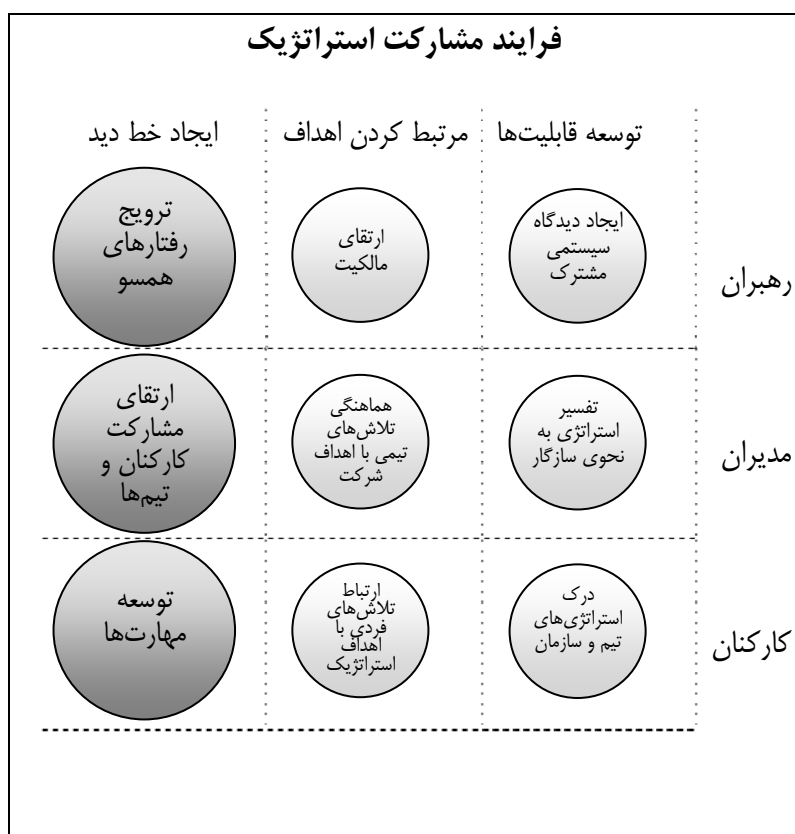 فرایند مشارکت استراتژیک
توسعه قابلیت‌ها
مرتبط کردن اهداف
ایجاد خط دید
رهبران
ایجاد دیدگاه
سیستمی
مشترک
ارتقای
مالکیت
ترویج
رفتارهای
همسو
مدیران
تفسیر
استراتژی به
نحوی سازگار
هماهنگی
تلاش‌های
تیمی با اهداف
شرکت
ارتقای
مشارکت
کارکنان و
تیم‌ها
کارکنان
درک
استراتژی‌های
تیم و سازمان
ارتباط
تلاش‌های
فردی با
اهداف
استراتژیک
توسعه
مهارت‌ها